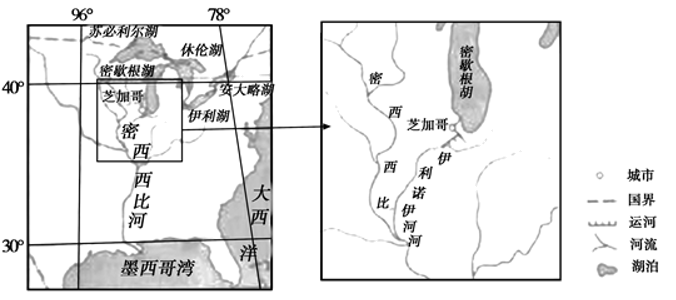 96°
78°
苏必利尔湖
休伦湖
密歇根湖
40°
安大略湖
芝加哥
伊利湖
密西西比河
大西洋
30°
墨西哥湾
密歇根胡
密西西比河
芝加哥
伊利诺伊河
城市
国界
运河
河流
湖泊